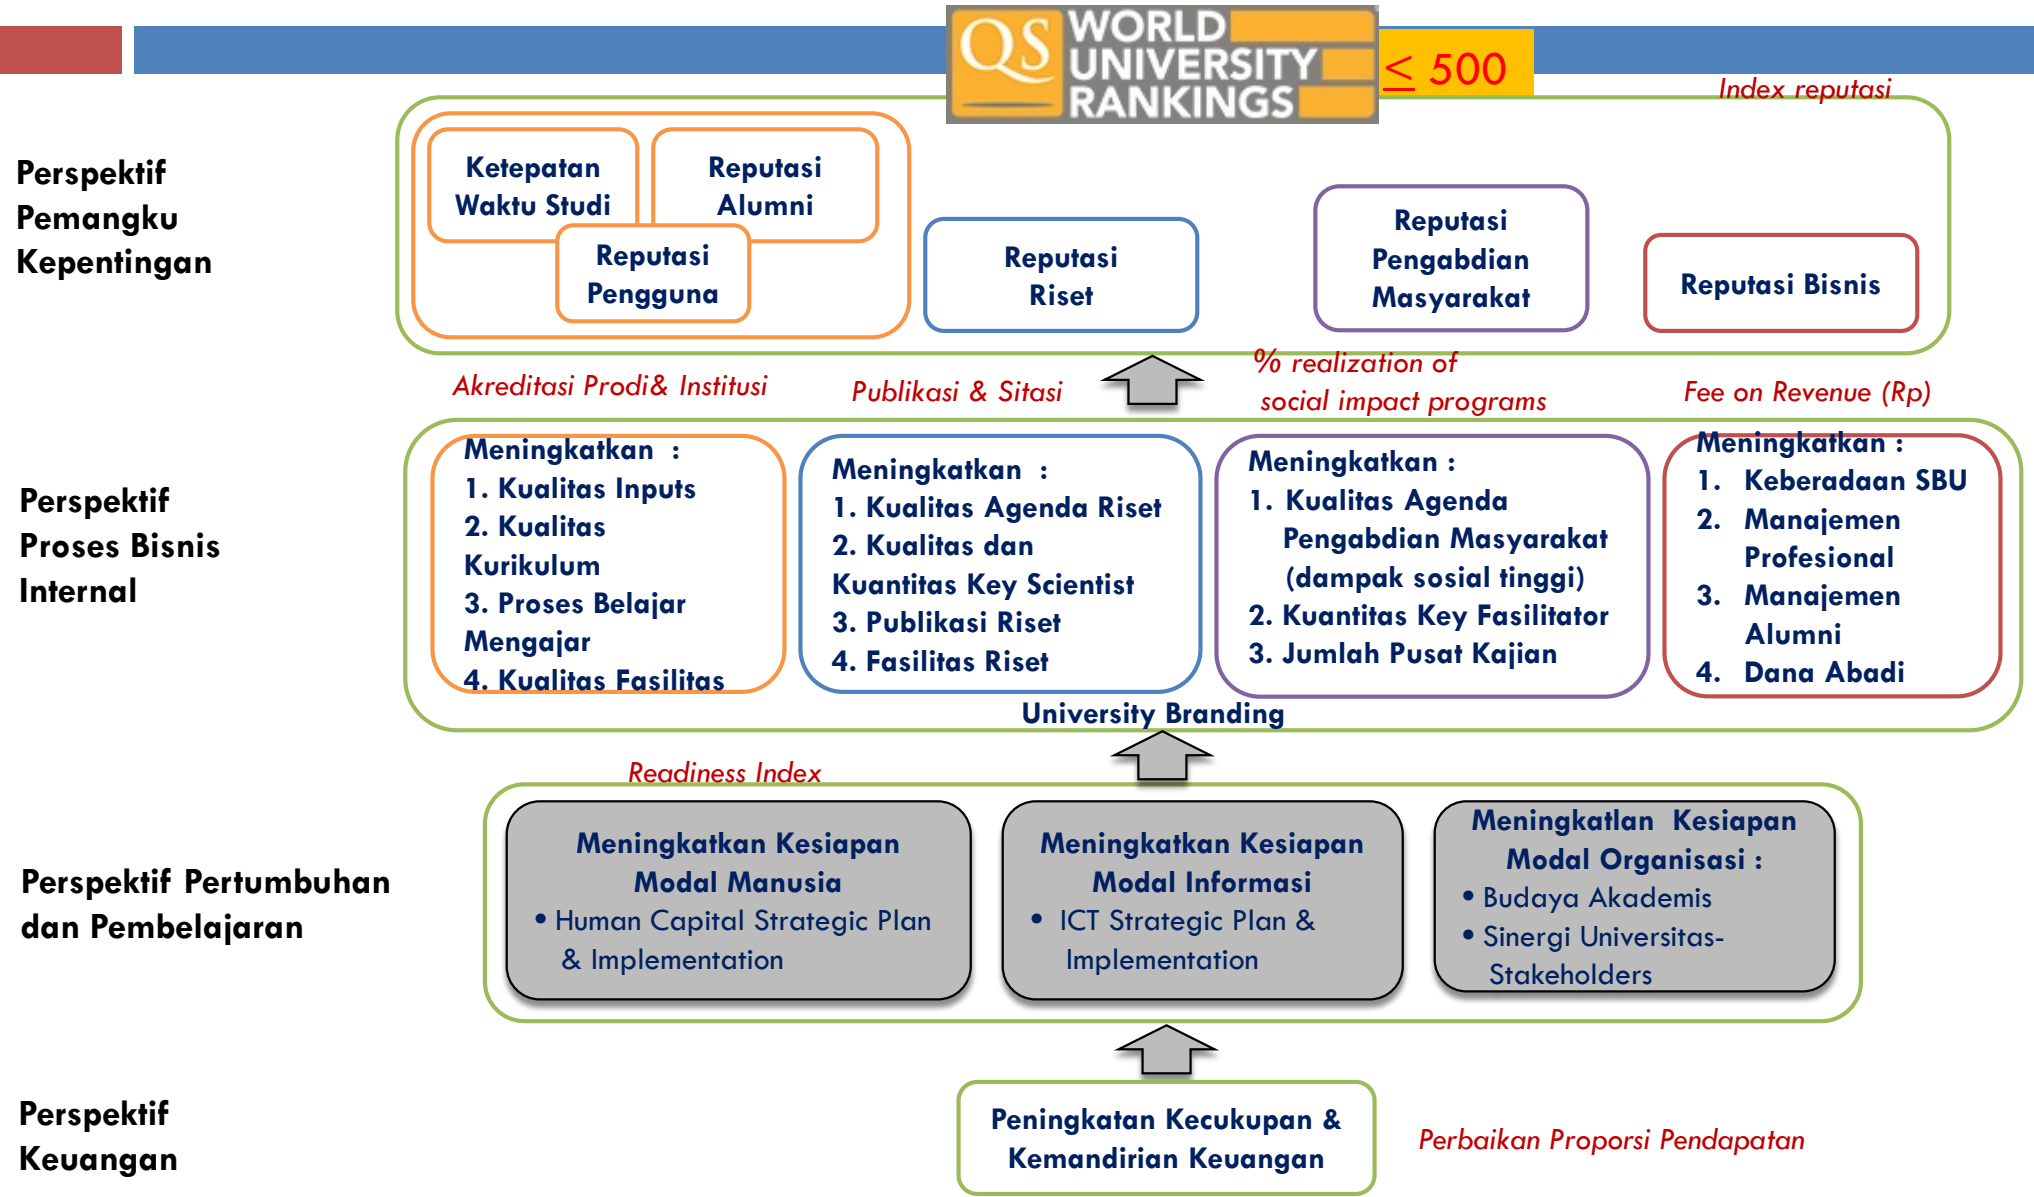 QS WORLD
UNIVERSITY
RANKINGS
≤ 500
Index reputasi
Perspektif
Pemangku
Kepentingan
Ketepatan
Waktu Studi
Reputasi
Alumni
Reputasi
Pengguna
Reputasi
Riset
Reputasi
Pengabdian
Masyarakat
Reputasi Bisnis
Akreditasi Prodi& Institusi
Publikasi & Sitasi
% realization of
social impact programs
Fee on Revenue (Rp)
Perspektif
Proses Bisnis
Internal
Meningkatkan :
1. Kualitas Inputs
2. Kualitas
Kurikulum
3. Proses Belajar
Mengajar
4. Kualitas Fasilitas
Meningkatkan :
1. Kualitas Agenda Riset
2. Kualitas dan
Kuantitas Key Scientist
3. Publikasi Riset
4. Fasilitas Riset
Meningkatkan :
1. Kualitas Agenda
Pengabdian Masyarakat
(dampak sosial tinggi)
2. Kuantitas Key Fasilitator
3. Jumlah Pusat Kajian
Meningkatkan :
1. Keberadaan SBU
2. Manajemen
Profesional
3. Manajemen
Alumni
4. Dana Abadi
University Branding
Readiness Index
Perspektif Pertumbuhan
dan Pembelajaran
Meningkatkan Kesiapan
Modal Manusia
• Human Capital Strategic Plan
& Implementation
Meningkatkan Kesiapan
Modal Informasi
• ICT Strategic Plan &
Implementation
Meningkatlan Kesiapan
Modal Organisasi :
• Budaya Akademis
• Sinergi Universitas-
Stakeholders
Perspektif
Keuangan
Peningkatan Kecukupan &
Kemandirian Keuangan
Perbaikan Proporsi Pendapatan